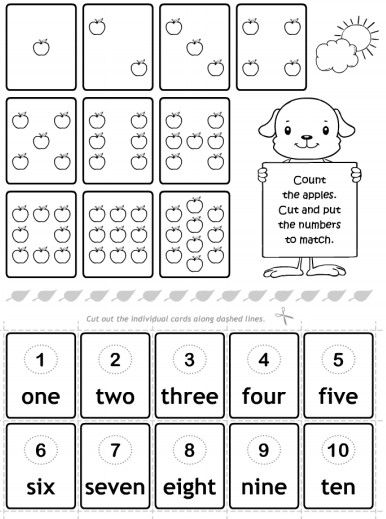 Count
the apples.
Cut and put
the numbers
to match.
Cut out the individual cards along dashed lines.
1 2 3 4 5
one two three four five
6 7 8 9 10
six seven eight nine ten